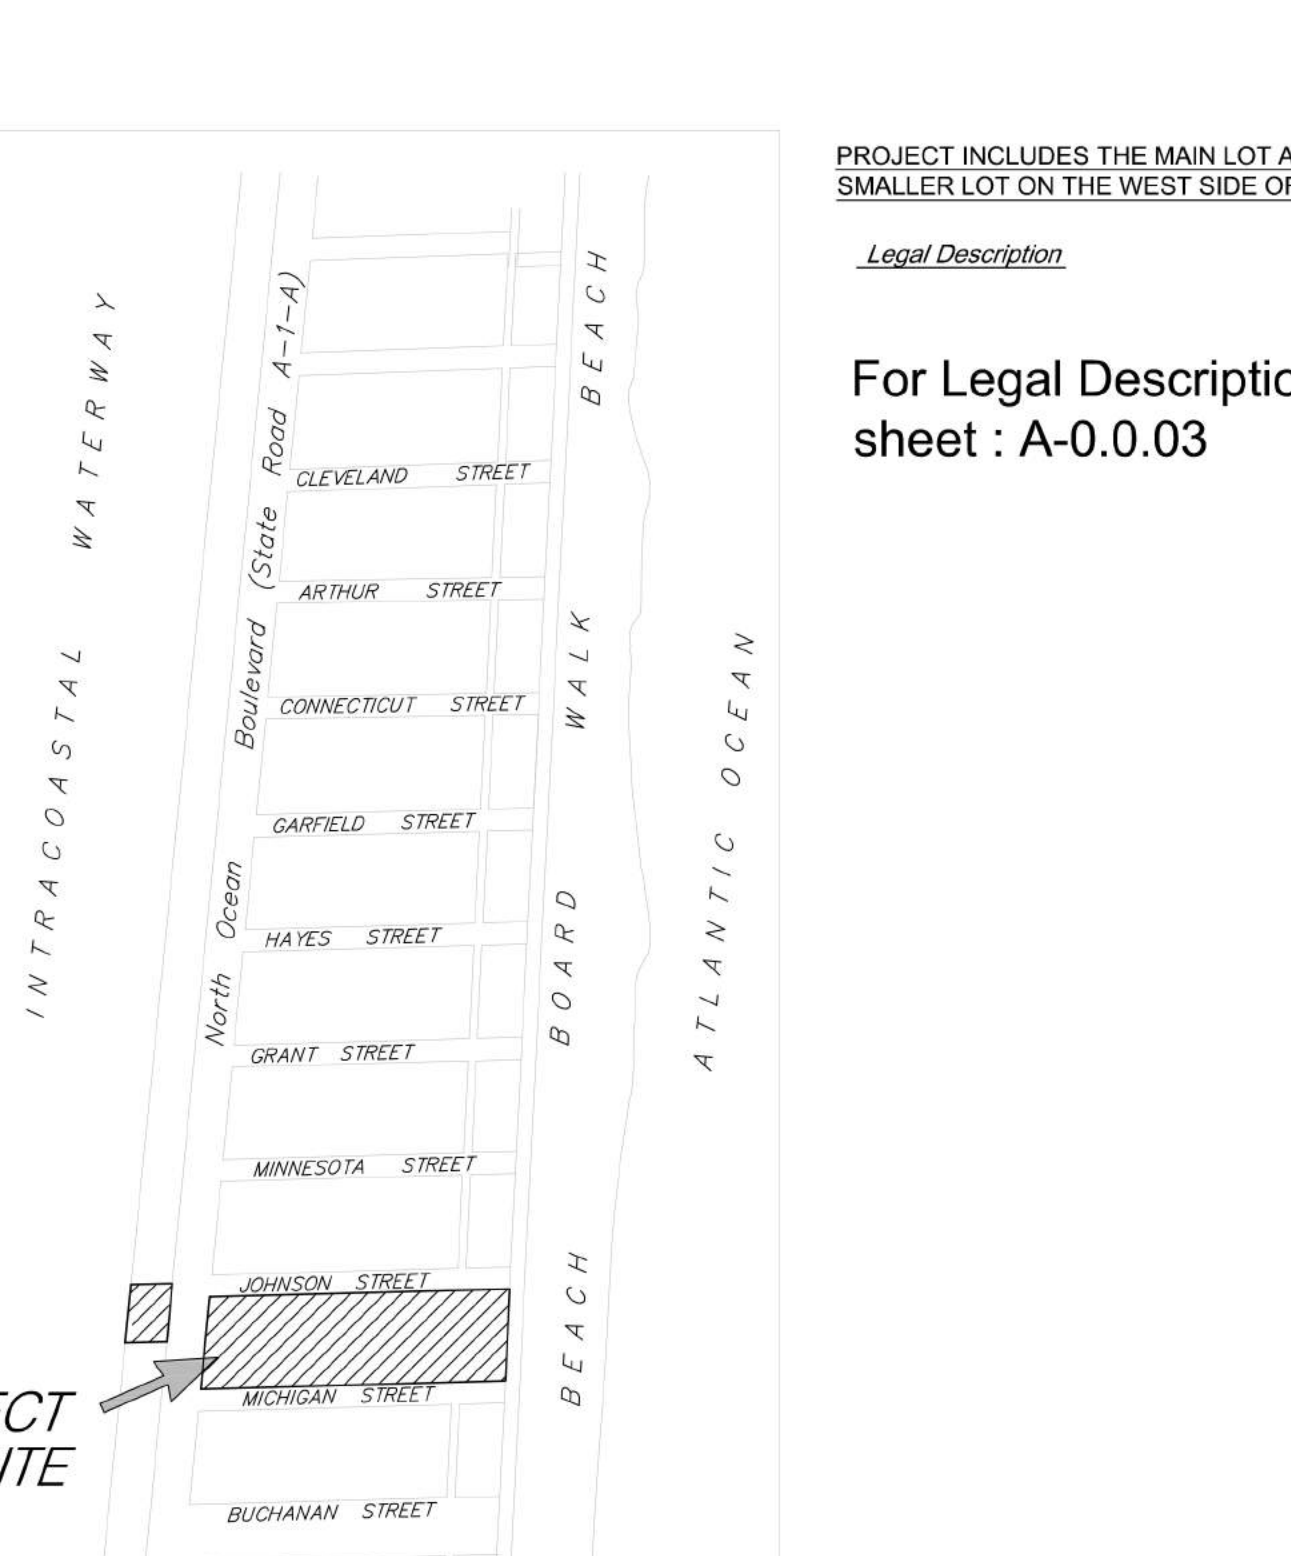 PROJECT INCLUDES THE MAIN LOT A
SMALLER LOT ON THE WEST SIDE OF
Legal Description
For Legal Descriptio
sheet : A-0.0.03
INTRACOASTAL WATERWAY
North Ocean Boulevard (State Road A-1-A)
BEACH
CLEVELAND STREET
ARTHUR STREET
CONNECTICUT STREET
GARFIELD STREET
HAYES STREET
GRANT STREET
MINNESOTA STREET
JOHNSON STREET
MICHIGAN STREET
BUCHANAN STREET
BOARD WALK
BEACH
ATLANTIC OCEAN
ECT
ITE